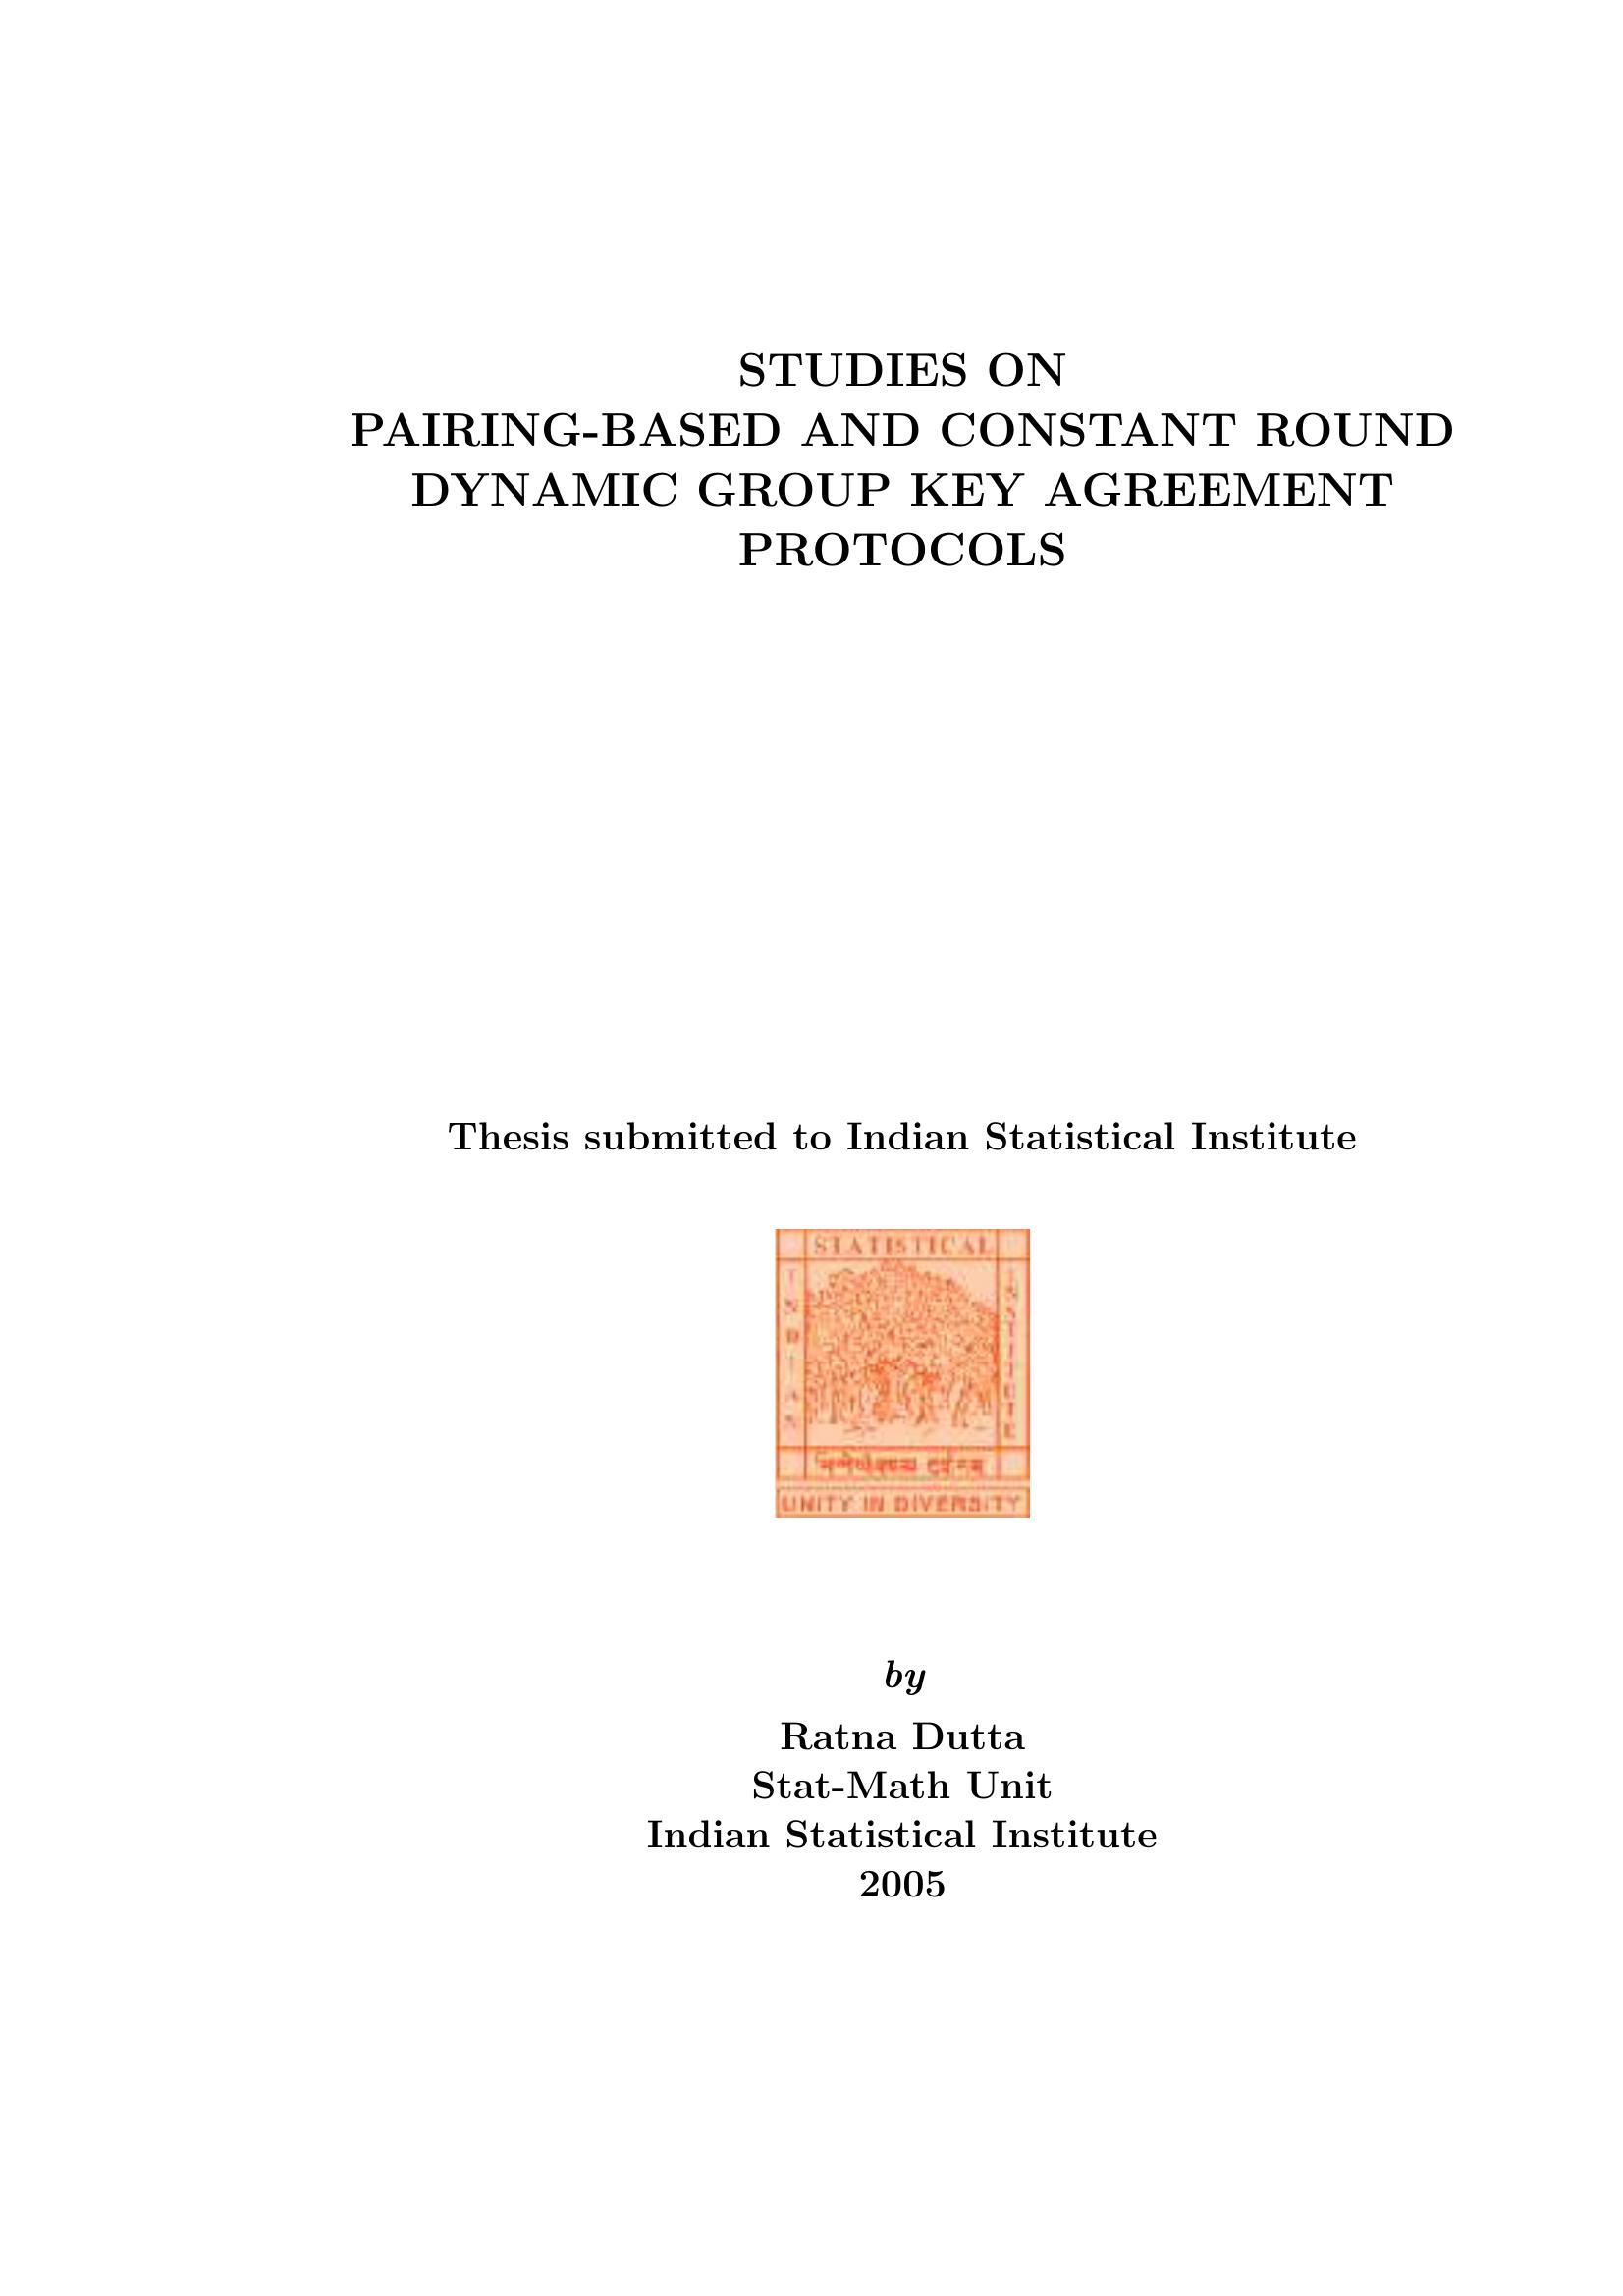 STUDIES ON
PAIRING-BASED AND CONSTANT ROUND
DYNAMIC GROUP KEY AGREEMENT
PROTOCOLS
Thesis submitted to Indian Statistical Institute
STATISTICAL
INDIAN
INSTITUTE
UNITY IN DIVERSITY
by
Ratna Dutta
Stat-Math Unit
Indian Statistical Institute
2005